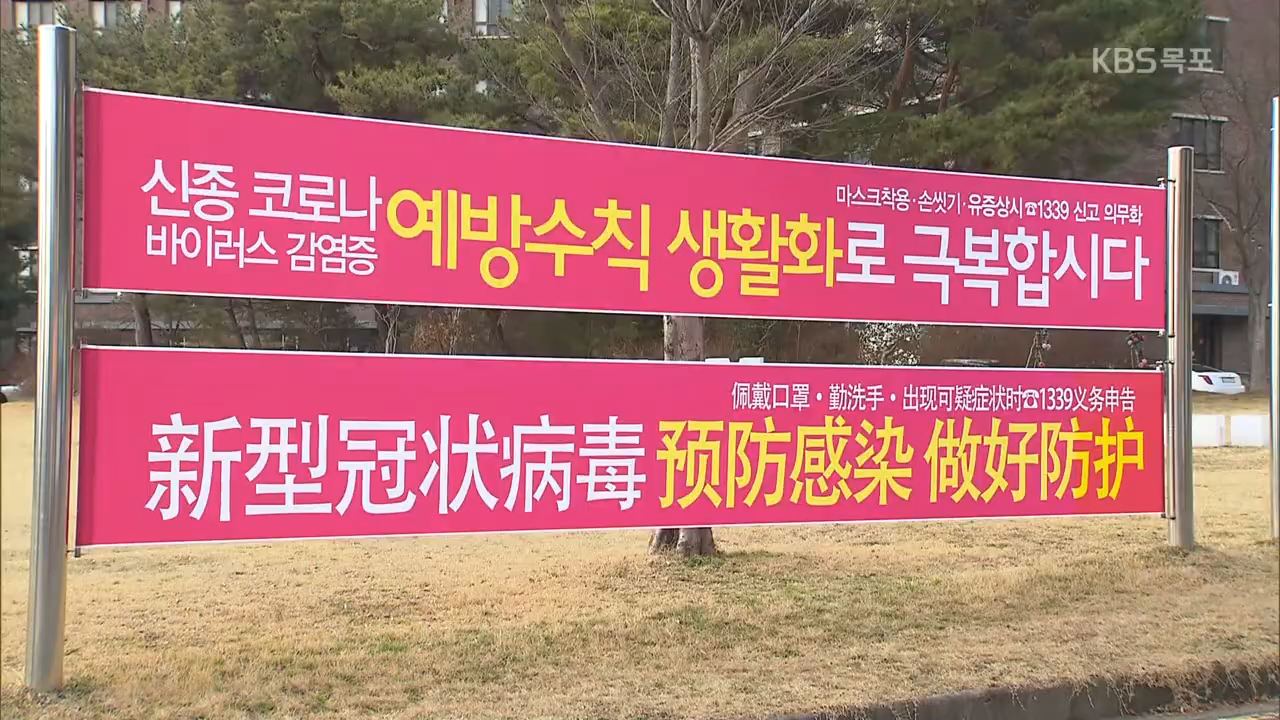 KBS목포
마스크착용·손씻기·유증상시☎1339 신고 의무화
신종 코로나
바이러스 감염증
예방수칙 생활화로 극복합시다
佩戴口罩·勤洗手·出现可疑症状时☎1339义务申告
新型冠状病毒 预防感染 做好防护